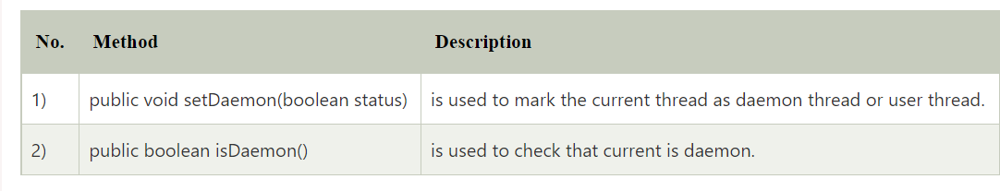 No. Method Description
1) public void setDaemon(boolean status) is used to mark the current thread as daemon thread or user thread.
2) public boolean isDaemon() is used to check that current is daemon.